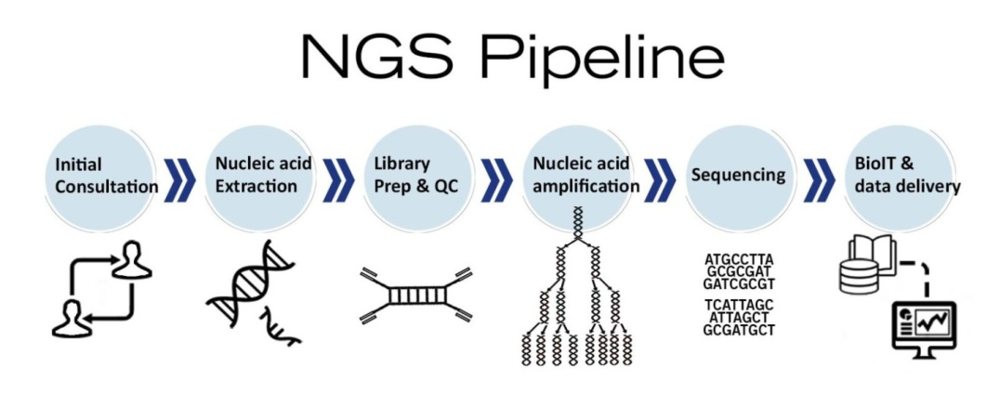 NGS Pipeline
Initial
Consultation
Nucleic acid
Extraction
Library
Prep & QC
Nucleic acid
amplification
Sequencing
BioIT &
data delivery
ATGCCTTA
GCGCGAT
GATCGCGT
TCATTAGC
ATTAGCT
GCGATGCT